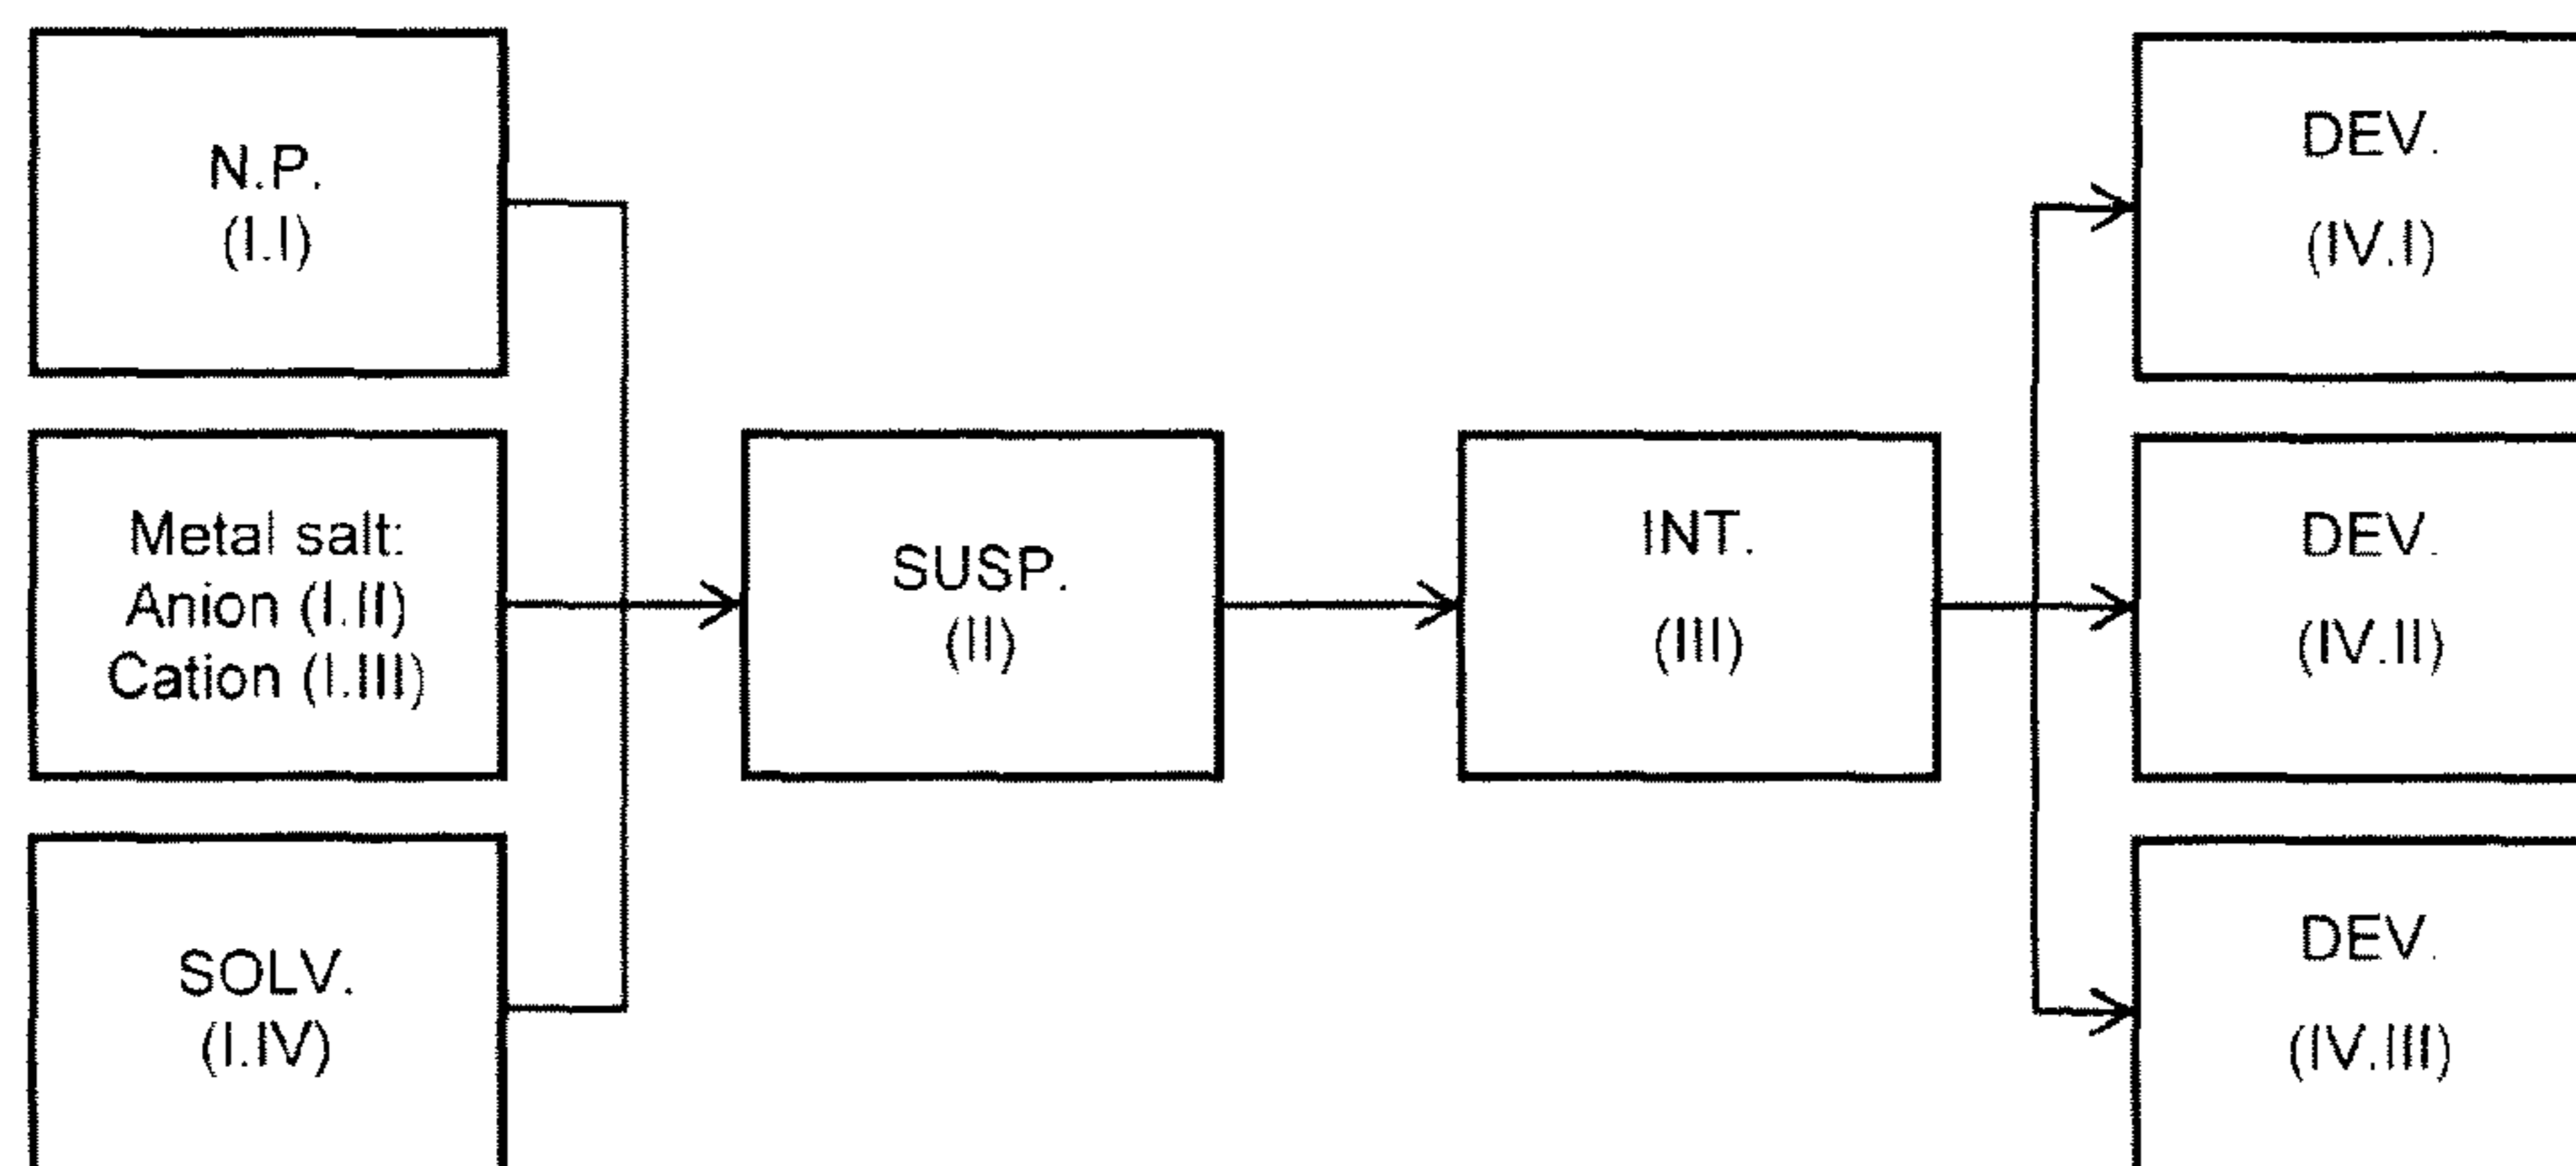 N.P.
(I.I)
Metal salt:
Anion (I.II)
Cation (I.III)
SOLV.
(I.IV)
SUSP.
(II)
INT.
(III)
DEV.
(IV.I)
DEV.
(IV.II)
DEV.
(IV.III)